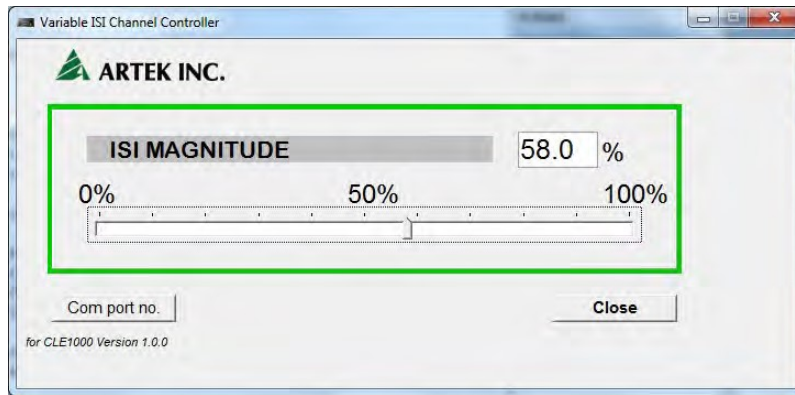 Variable ISI Channel Controller
ARTEK INC.
ISI MAGNITUDE 58.0 %
0% 50% 100%
Com port no. Close
for CLE1000 Version 1.0.0